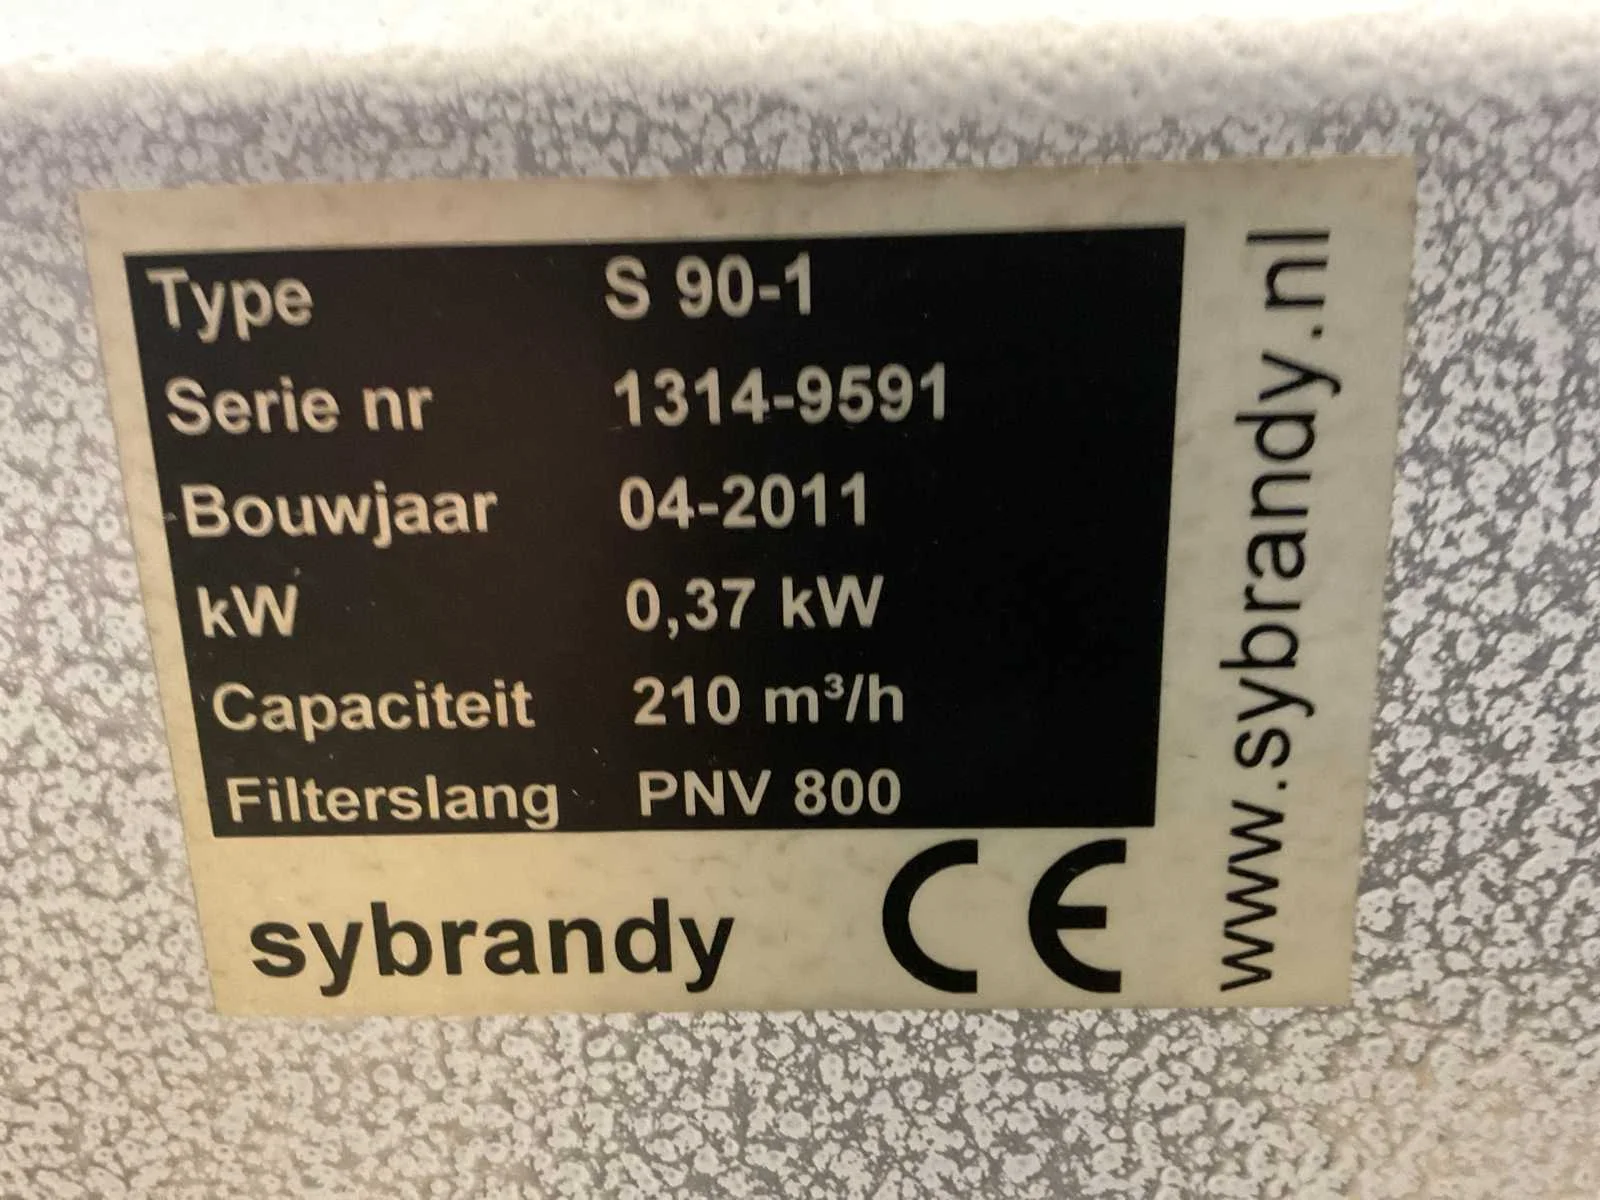 Type S 90-1
Serie nr 1314-9591
Bouwjaar 04-2011
kW 0,37 kW
Capaciteit 210 m³/h
Filterslang PNV 800
sybrandy CE
www.sybrandy.nl